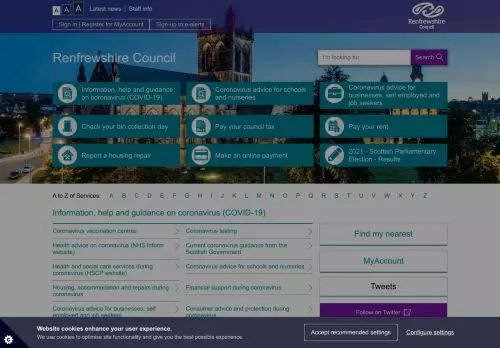 A A A Latest news | Staff info
Sign in | Register for MyAccount Sign-up to e-alerts
Renfrewshire
Council
Renfrewshire Council
I'm looking for Search
Information, help and guidance
on coronavirus (COVID-19)
Coronavirus advice for schools
and nurseries
Coronavirus advice for
businesses, self employed and
job seekers
Check your bin collection day
Pay your council tax
Pay your rent
Report a housing repair
Make an online payment
2021 - Scottish Parliamentary
Election - Results
A to Z of Services: A B C D E F G H I J K L M N O P Q R S T U V W X Y Z
Information, help and guidance on coronavirus (COVID-19)
Coronavirus vaccination centres
Coronavirus testing
Health advice on coronavirus (NHS Inform
website)
Current coronavirus guidance from the
Scottish Government
Health and social care services during
coronavirus (HSCP website)
Coronavirus advice for schools and nurseries
Housing, accommodation and repairs during
coronavirus
Financial support during coronavirus
Coronavirus advice for businesses, self
employed and job seekers
Consumer advice and protection during
coronavirus
Find my nearest
MyAccount
Tweets
Follow on Twitter
Website cookies enhance your user experience.
We use cookies to optimise site functionality and give you the best possible experience.
Accept recommended settings
Configure settings